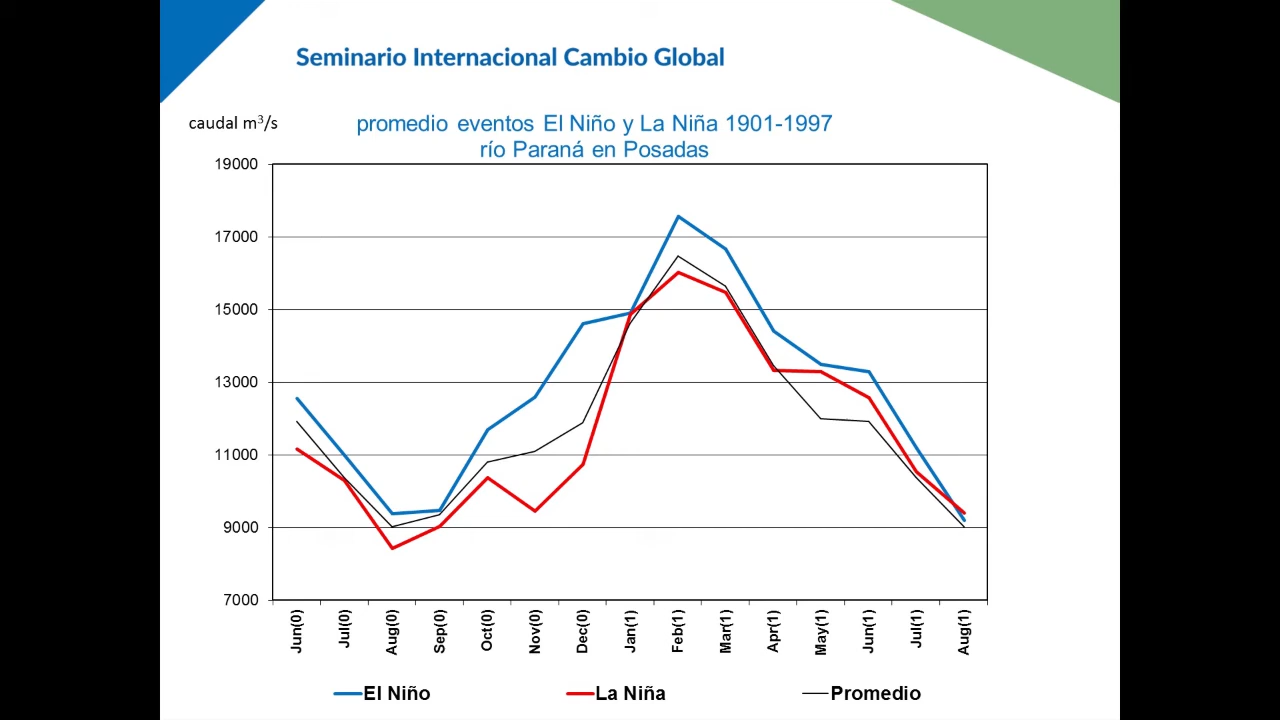 Seminario Internacional Cambio Global
caudal m³/s
promedio eventos El Niño y La Niña 1901-1997
río Paraná en Posadas
19000
17000
15000
13000
11000
9000
7000
Jun(0)
Jul(0)
Aug(0)
Sep(0)
Oct(0)
Nov(0)
Dec(0)
Jan(1)
Feb(1)
Mar(1)
Apr(1)
May(1)
Jun(1)
Jul(1)
Aug(1)
El Niño
La Niña
Promedio